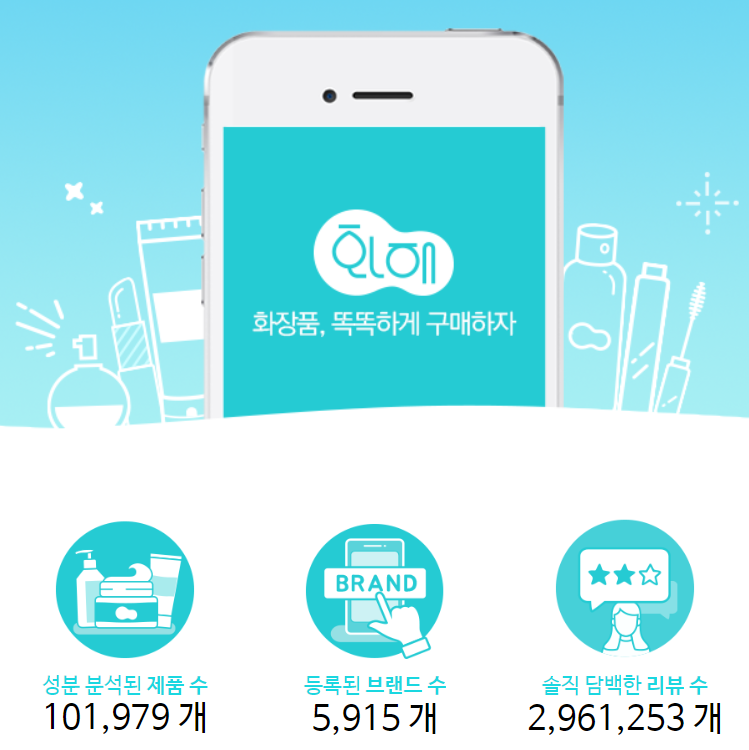 화해
화장품, 똑똑하게 구매하자
BRAND
성분 분석된 제품 수
등록된 브랜드 수
솔직 담백한 리뷰 수
101,979 개
5,915 개
2,961,253 개